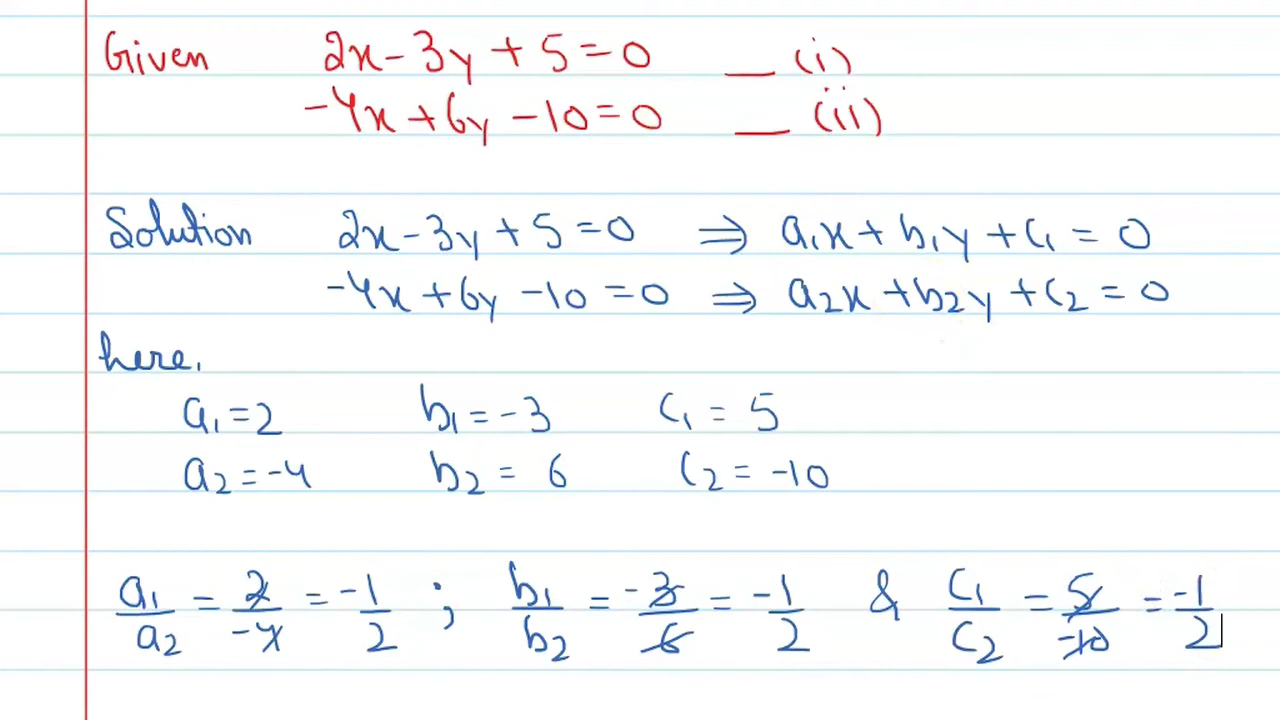 Given 2x - 3y + 5 = 0 __ (i)
-4x + 6y - 10 = 0 __ (ii)
Solution 2x - 3y + 5 = 0 ⇒ a₁x + b₁y + c₁ = 0
-4x + 6y - 10 = 0 ⇒ a₂x + b₂y + c₂ = 0
here,
a₁ = 2 b₁ = -3 c₁ = 5
a₂ = -4 b₂ = 6 c₂ = -10
a₁/a₂ = 2/-4 = -1/2 ; b₁/b₂ = -3/6 = -1/2 & c₁/c₂ = 5/-10 = -1/2